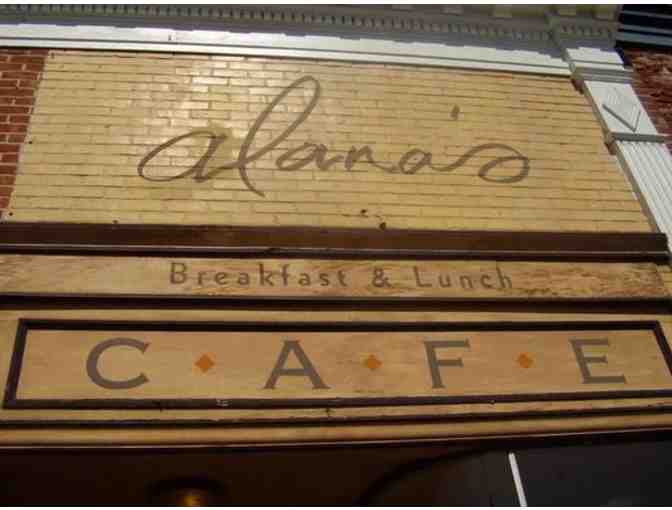 alana's
Breakfast & Lunch
C ⬥ A ⬥ F ⬥ E